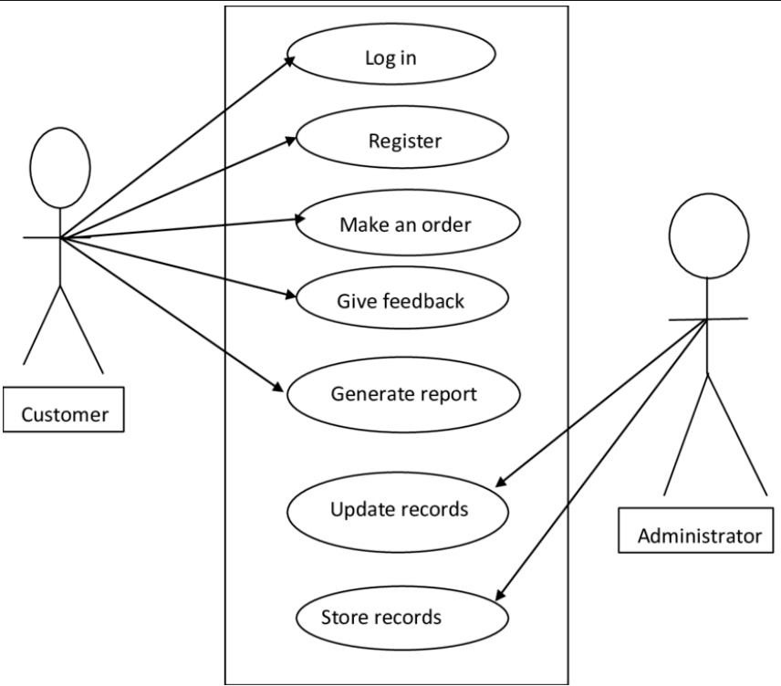 Log in
Register
Make an order
Give feedback
Generate report
Customer
Update records
Administrator
Store records